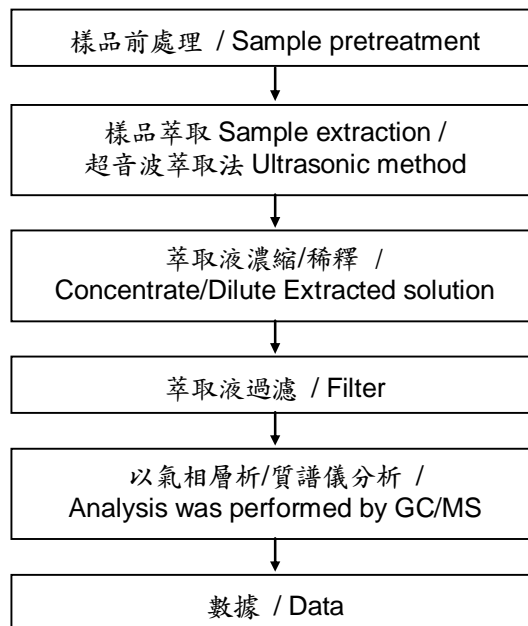 樣品前處理 / Sample pretreatment
樣品萃取 Sample extraction /
超音波萃取法 Ultrasonic method
萃取液濃縮/稀釋 /
Concentrate/Dilute Extracted solution
萃取液過濾 / Filter
以氣相層析/質譜儀分析 /
Analysis was performed by GC/MS
數據 / Data